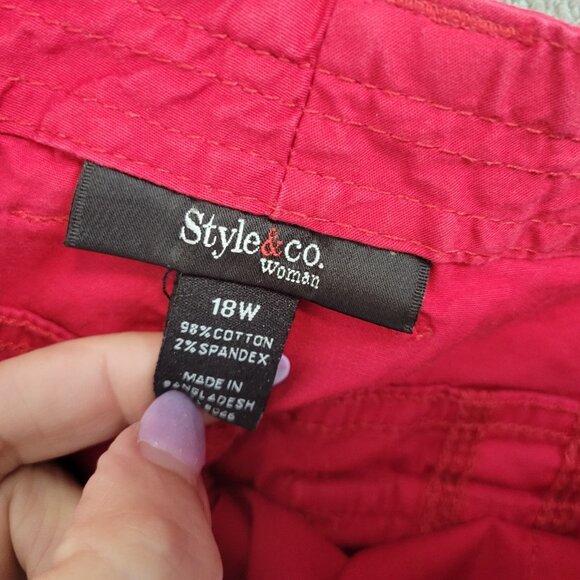 Style&co.
Woman
18W
98% COTTON
2% SPANDEX
MADE IN
BANGLADESH